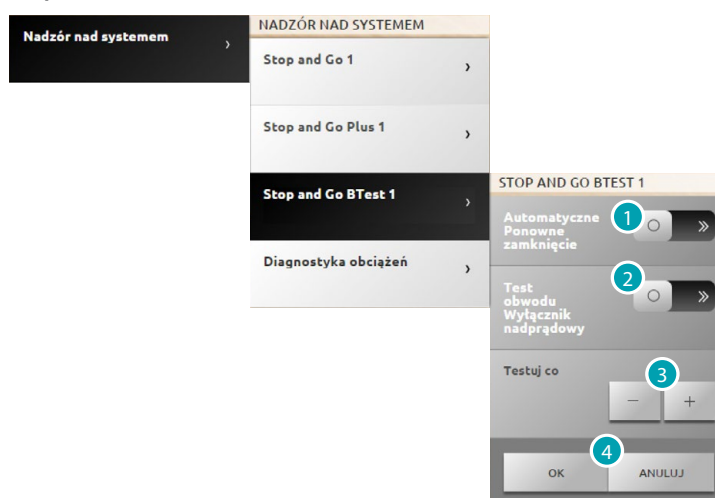 Nadzór nad systemem
NADZÓR NAD SYSTEMEM
Stop and Go 1
Stop and Go Plus 1
Stop and Go BTest 1
Diagnostyka obciążeń
STOP AND GO BTEST 1
Automatyczne
Ponowne
zamknięcie
1
Test
obwodu
Wyłącznik
nadprądowy
2
Testuj co
3
− +
4
OK ANULUJ